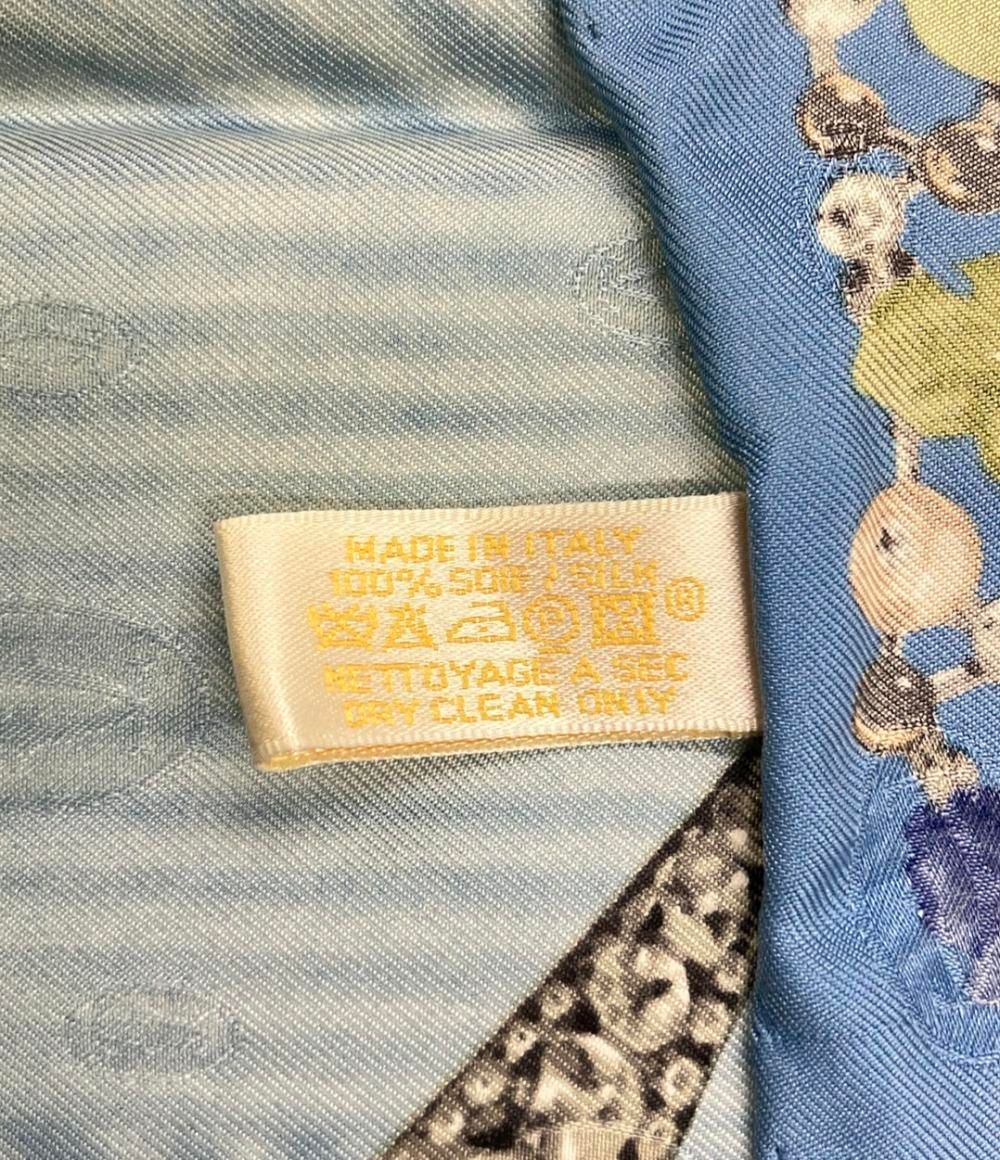 MADE IN ITALY
100% SOIE / SILK
P ®
NETTOYAGE A SEC
DRY CLEAN ONLY